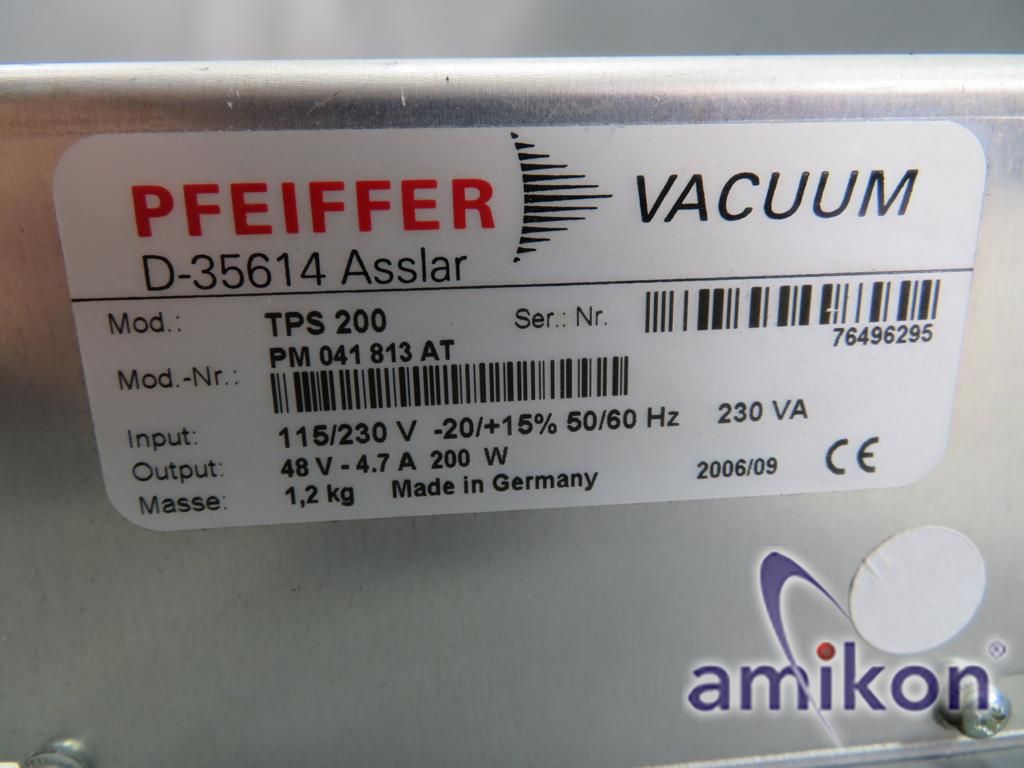 PFEIFFER VACUUM
D-35614 Asslar
Mod.: TPS 200 Ser.: Nr. 76496295
Mod.-Nr.: PM 041 813 AT
Input: 115/230 V -20/+15% 50/60 Hz 230 VA
Output: 48 V - 4.7 A 200 W 2006/09 CE
Masse: 1,2 kg Made in Germany
amikon®